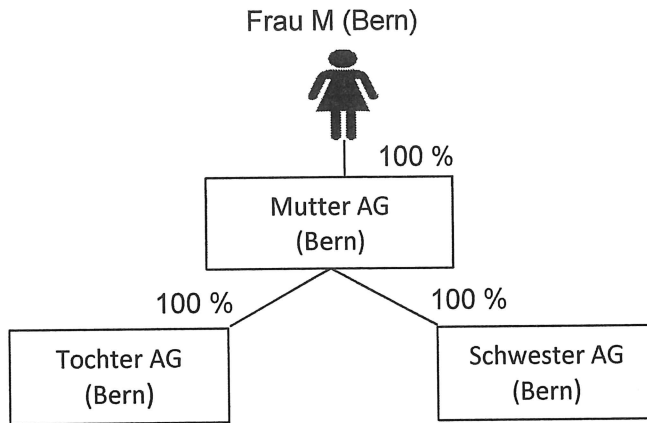 Frau M (Bern)
100 %
Mutter AG
(Bern)
100 %
100 %
Tochter AG
(Bern)
Schwester AG
(Bern)